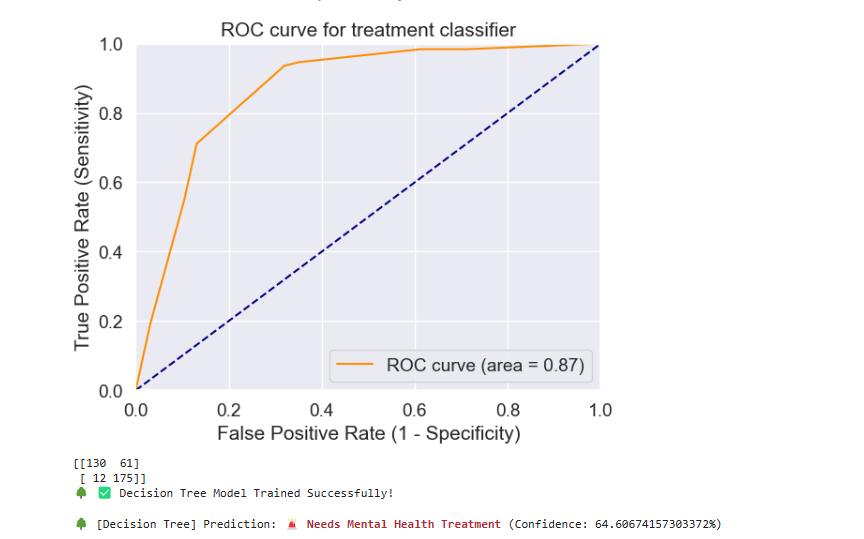 ROC curve for treatment classifier
1.0
0.8
0.6
0.4
0.2
0.0
True Positive Rate (Sensitivity)
ROC curve (area = 0.87)
0.0 0.2 0.4 0.6 0.8 1.0
False Positive Rate (1 - Specificity)
[[130 61]
[ 12 175]]
Decision Tree Model Trained Successfully!
[Decision Tree] Prediction: Needs Mental Health Treatment (Confidence: 64.60674157303372%)